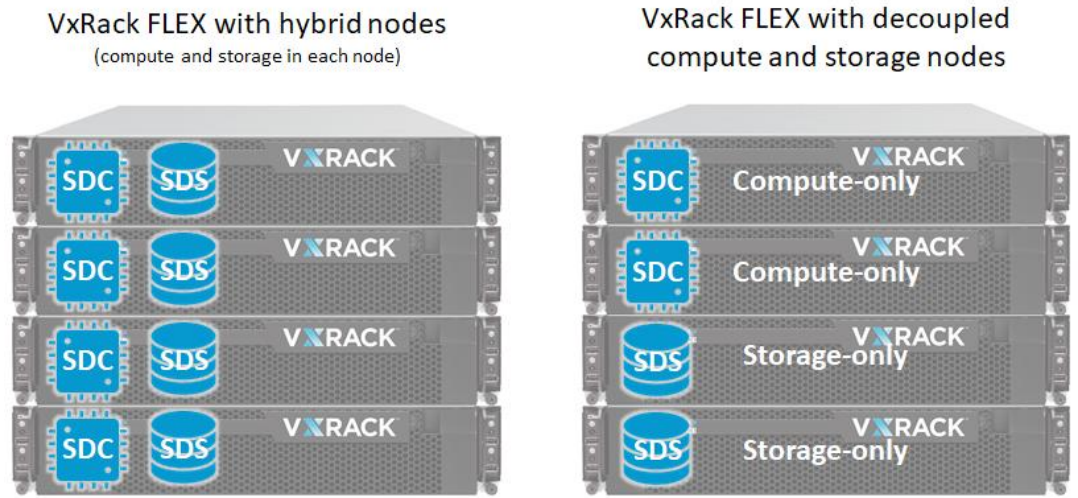 VxRack FLEX with hybrid nodes
(compute and storage in each node)
SDC SDS VXRACK
SDC SDS VXRACK
SDC SDS VXRACK
SDC SDS VXRACK
VxRack FLEX with decoupled
compute and storage nodes
VXRACK
SDC Compute-only
VXRACK
SDC Compute-only
VXRACK
SDS Storage-only
VXRACK
SDS Storage-only